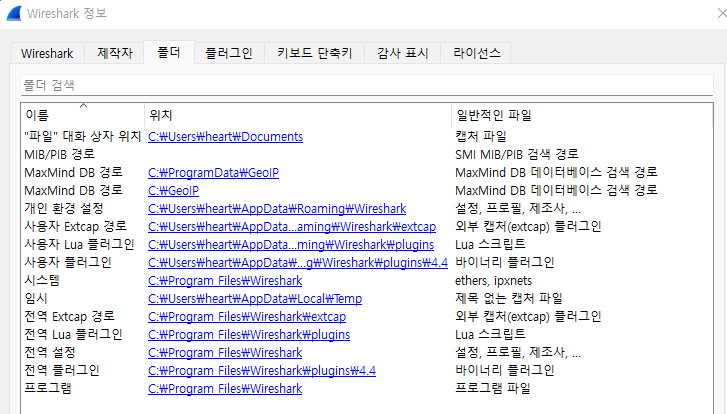 Wireshark 정보
Wireshark 제작자 폴더 플러그인 키보드 단축키 감사 표시 라이선스
폴더 검색
이름 위치 일반적인 파일
"파일" 대화 상자 위치 C:₩Users₩heart₩Documents 캡처 파일
MIB/PIB 경로 SMI MIB/PIB 검색 경로
MaxMind DB 경로 C:₩ProgramData₩GeoIP MaxMind DB 데이터베이스 검색 경로
MaxMind DB 경로 C:₩GeoIP MaxMind DB 데이터베이스 검색 경로
개인 환경 설정 C:₩Users₩heart₩AppData₩Roaming₩Wireshark 설정, 프로필, 제조사, ...
사용자 Extcap 경로 C:₩Users₩heart₩AppData...aming₩Wireshark₩extcap 외부 캡처(extcap) 플러그인
사용자 Lua 플러그인 C:₩Users₩heart₩AppData...ming₩Wireshark₩plugins Lua 스크립트
사용자 플러그인 C:₩Users₩heart₩AppData₩...g₩Wireshark₩plugins₩4.4 바이너리 플러그인
시스템 C:₩Program Files₩Wireshark ethers, ipxnets
임시 C:₩Users₩heart₩AppData₩Local₩Temp 제목 없는 캡처 파일
전역 Extcap 경로 C:₩Program Files₩Wireshark₩extcap 외부 캡처(extcap) 플러그인
전역 Lua 플러그인 C:₩Program Files₩Wireshark₩plugins Lua 스크립트
전역 설정 C:₩Program Files₩Wireshark 설정, 프로필, 제조사, ...
전역 플러그인 C:₩Program Files₩Wireshark₩plugins₩4.4 바이너리 플러그인
프로그램 C:₩Program Files₩Wireshark 프로그램 파일